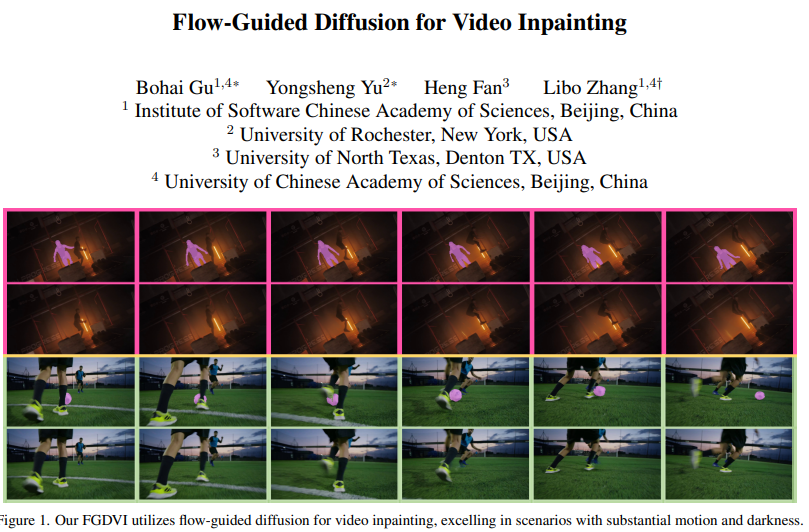 Flow-Guided Diffusion for Video Inpainting
Bohai Gu1,4* Yongsheng Yu2* Heng Fan3 Libo Zhang1,4†
1 Institute of Software Chinese Academy of Sciences, Beijing, China
2 University of Rochester, New York, USA
3 University of North Texas, Denton TX, USA
4 University of Chinese Academy of Sciences, Beijing, China
Figure 1. Our FGDVI utilizes flow-guided diffusion for video inpainting, excelling in scenarios with substantial motion and darkness.